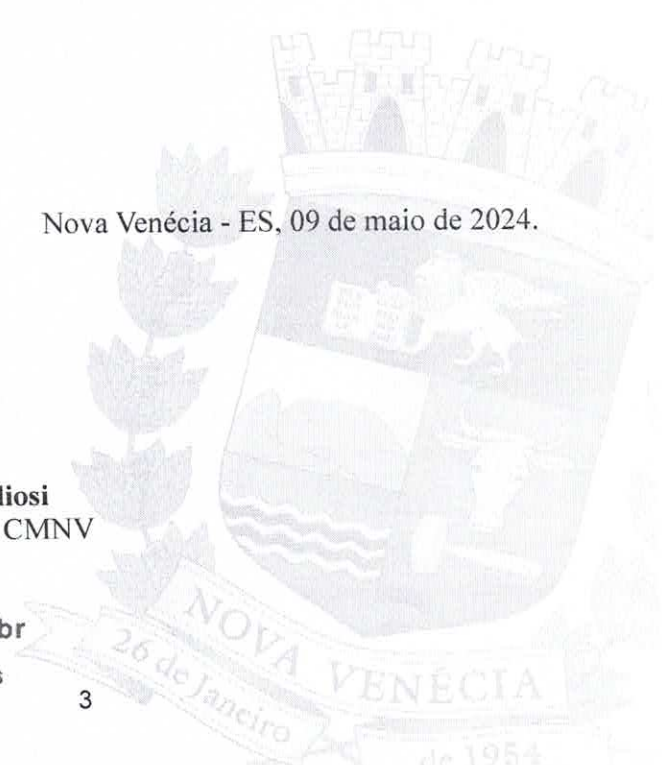 Nova Venécia - ES, 09 de maio de 2024.
liosi
CMNV
br
s
3
NOVA VENÉCIA
26 de Janeiro
de 1954